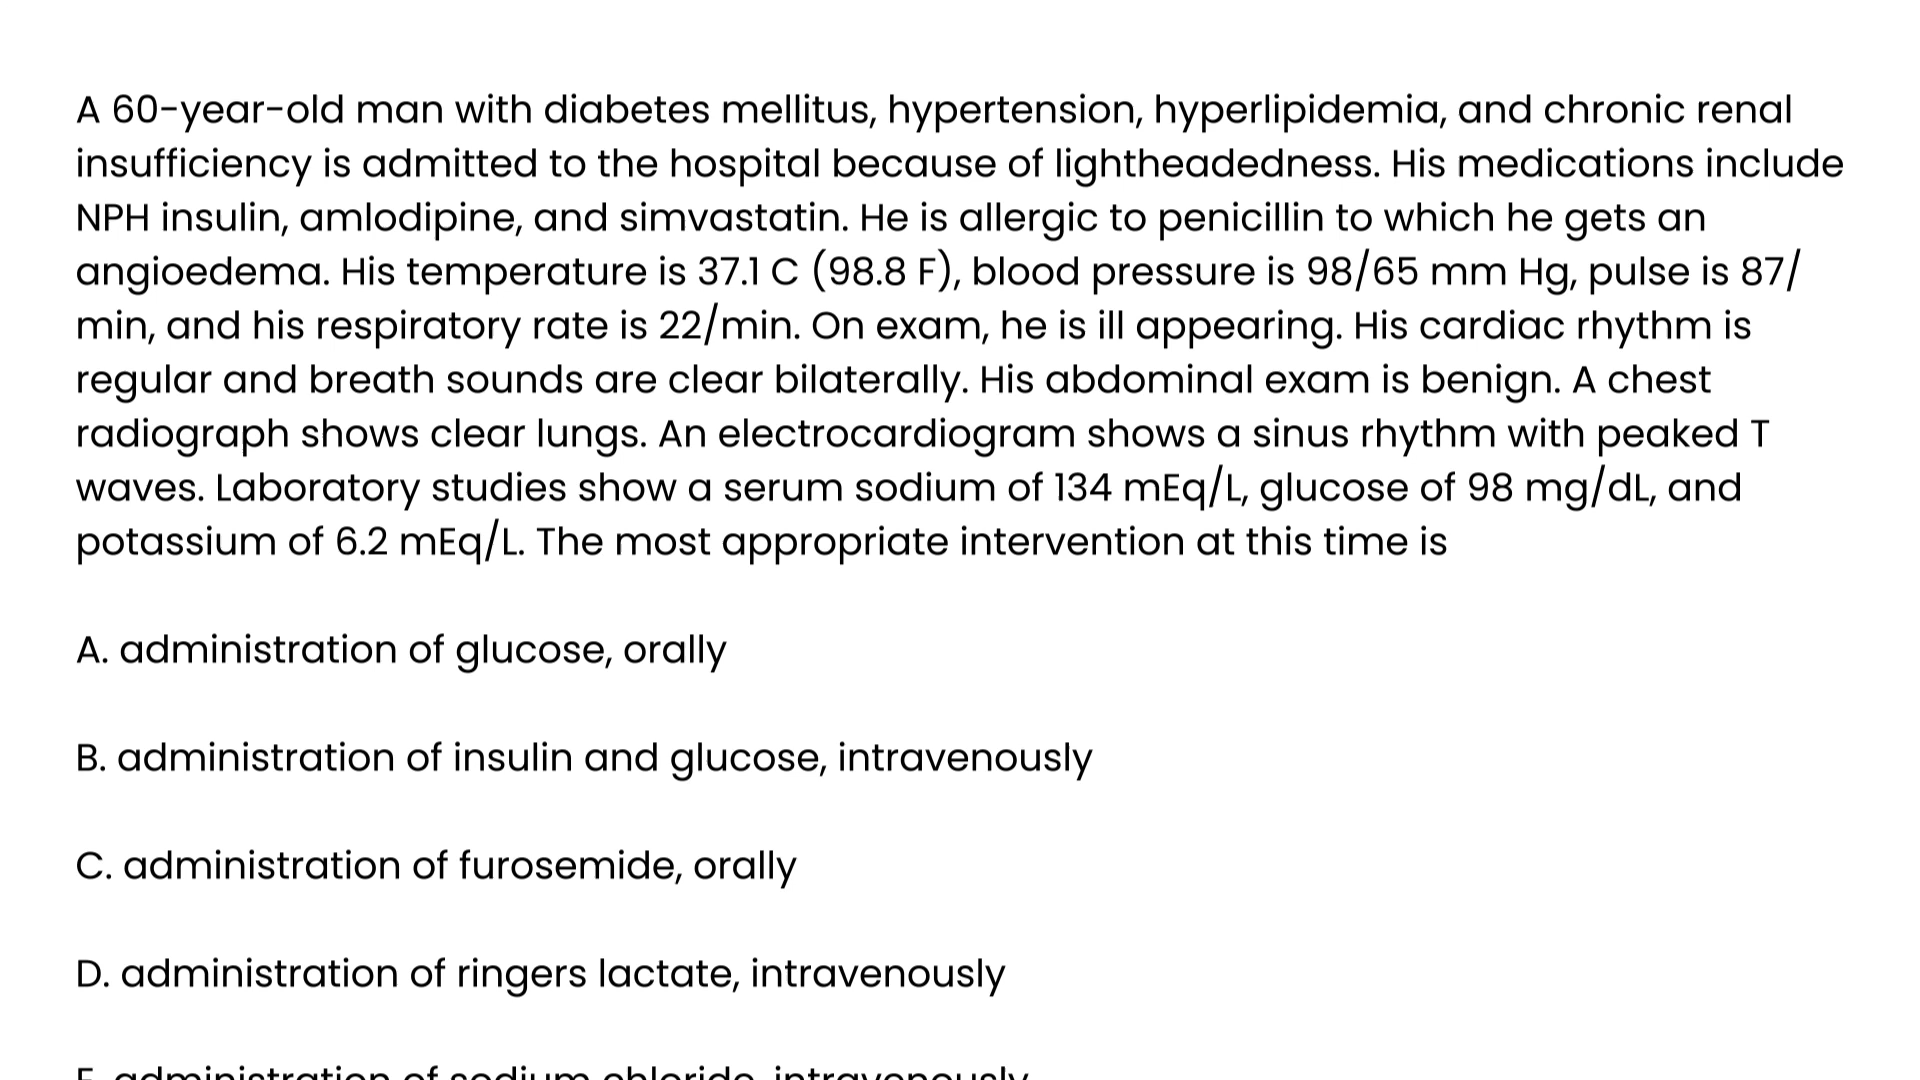 A 60-year-old man with diabetes mellitus, hypertension, hyperlipidemia, and chronic renal
insufficiency is admitted to the hospital because of lightheadedness. His medications include
NPH insulin, amlodipine, and simvastatin. He is allergic to penicillin to which he gets an
angioedema. His temperature is 37.1 C (98.8 F), blood pressure is 98/65 mm Hg, pulse is 87/
min, and his respiratory rate is 22/min. On exam, he is ill appearing. His cardiac rhythm is
regular and breath sounds are clear bilaterally. His abdominal exam is benign. A chest
radiograph shows clear lungs. An electrocardiogram shows a sinus rhythm with peaked T
waves. Laboratory studies show a serum sodium of 134 mEq/L, glucose of 98 mg/dL, and
potassium of 6.2 mEq/L. The most appropriate intervention at this time is
A. administration of glucose, orally
B. administration of insulin and glucose, intravenously
C. administration of furosemide, orally
D. administration of ringers lactate, intravenously
E. administration of sodium chloride, intravenously